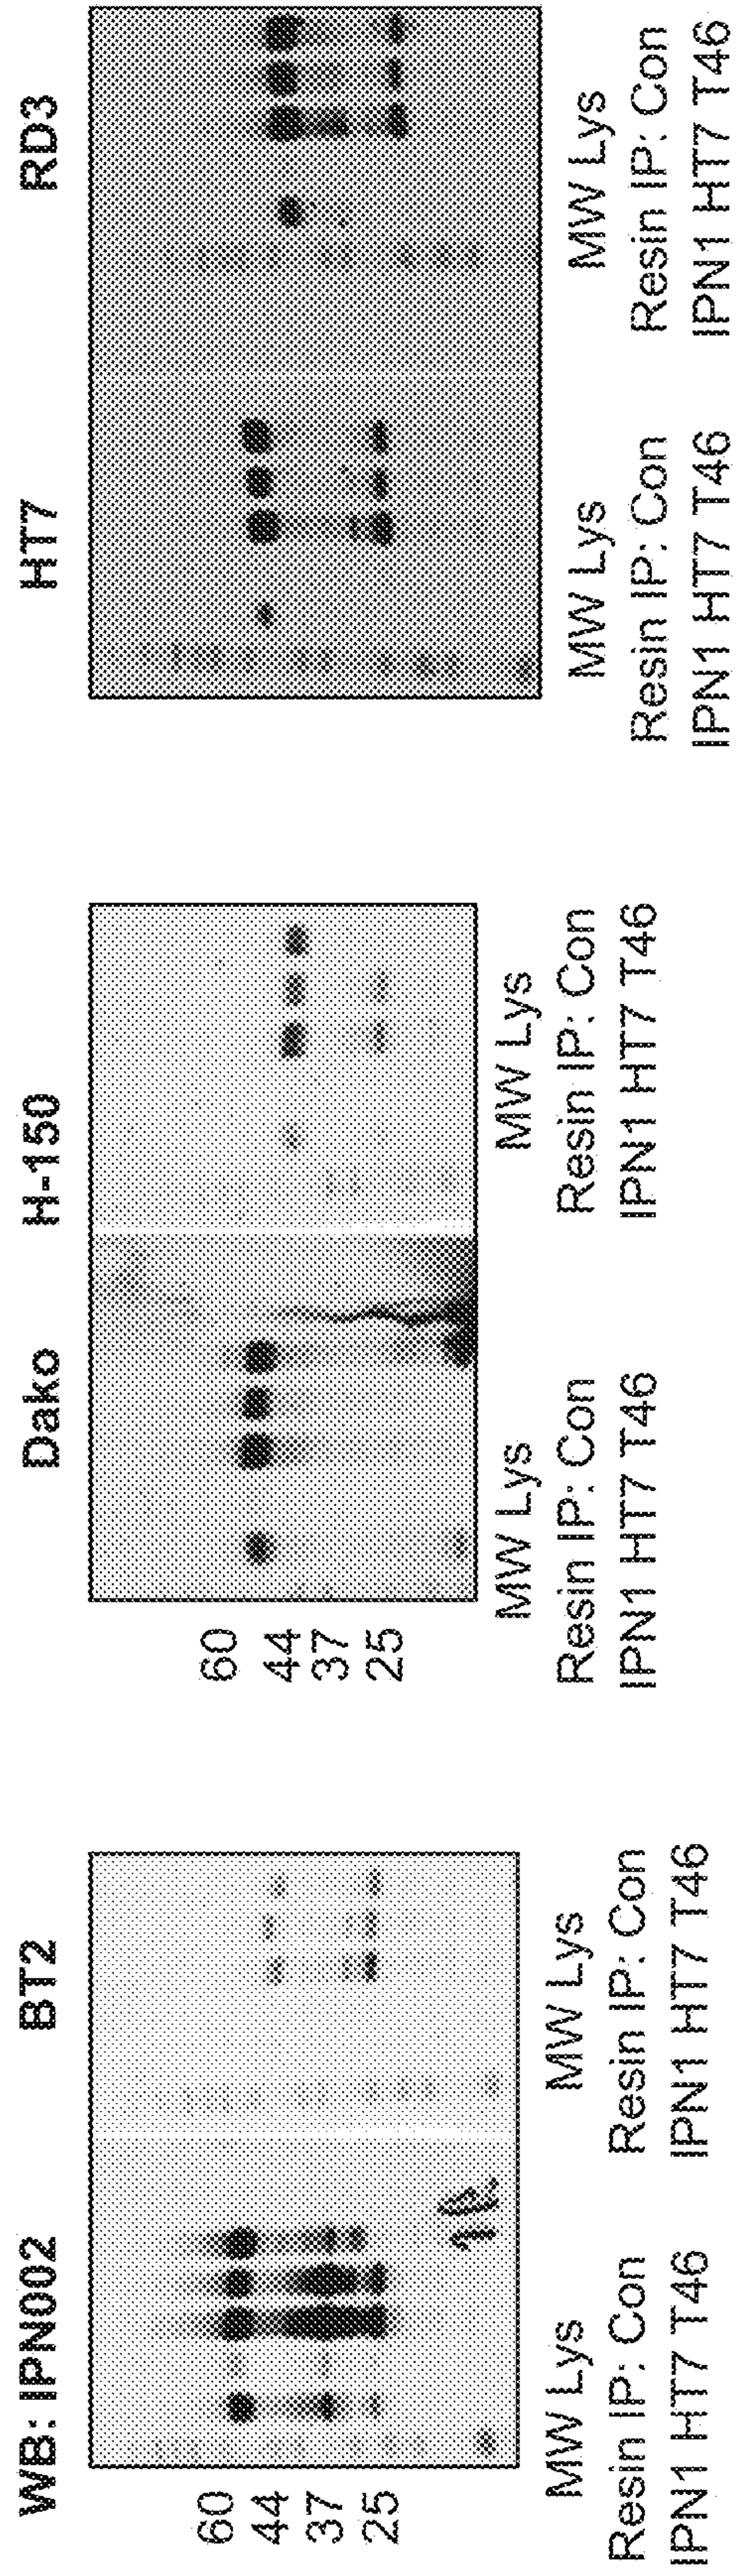 WB: IPN002
BT2
60
44
37
25
MW Lys
Resin IP: Con
IPN1 HT7 T46
MW Lys
Resin IP: Con
IPN1 HT7 T46
Dako
H-150
60
44
37
25
MW Lys
Resin IP: Con
IPN1 HT7 T46
MW Lys
Resin IP: Con
IPN1 HT7 T46
HT7
RD3
MW Lys
Resin IP: Con
IPN1 HT7 T46
MW Lys
Resin IP: Con
IPN1 HT7 T46